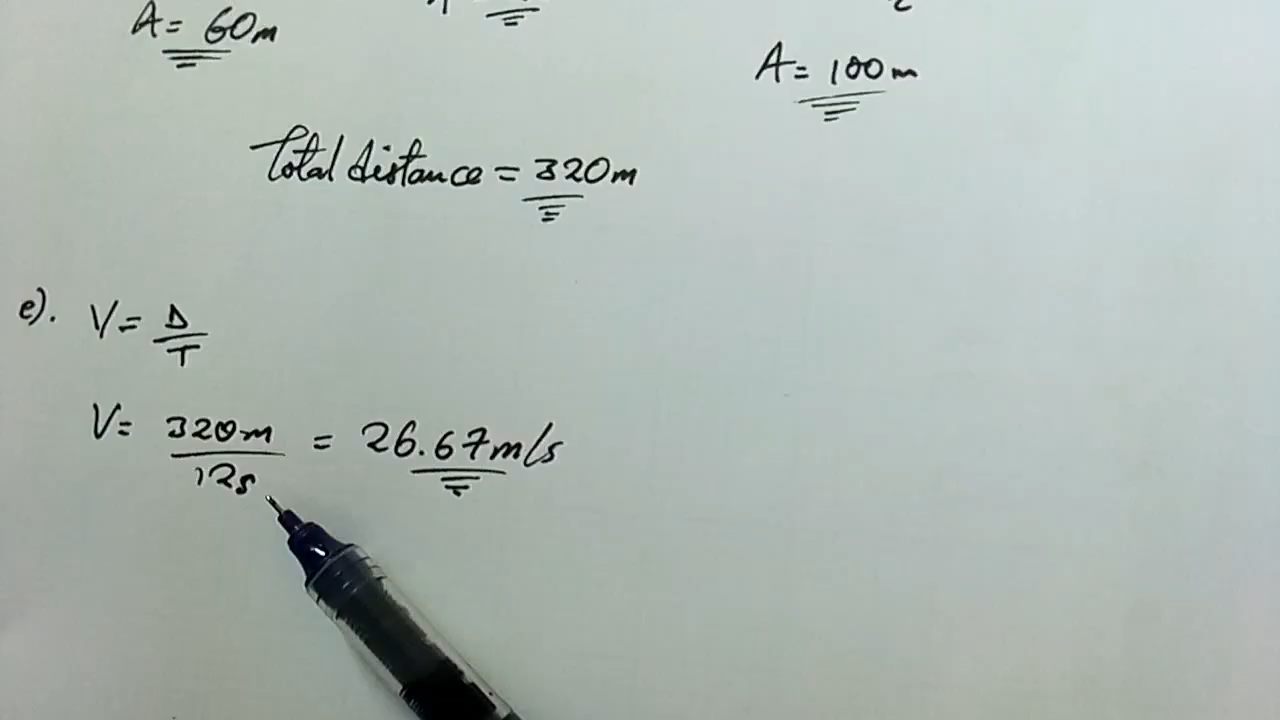 A = 60m
A = 100m
Total distance = 320m
e). V = D/T
V = 320m/12s = 26.67m/s